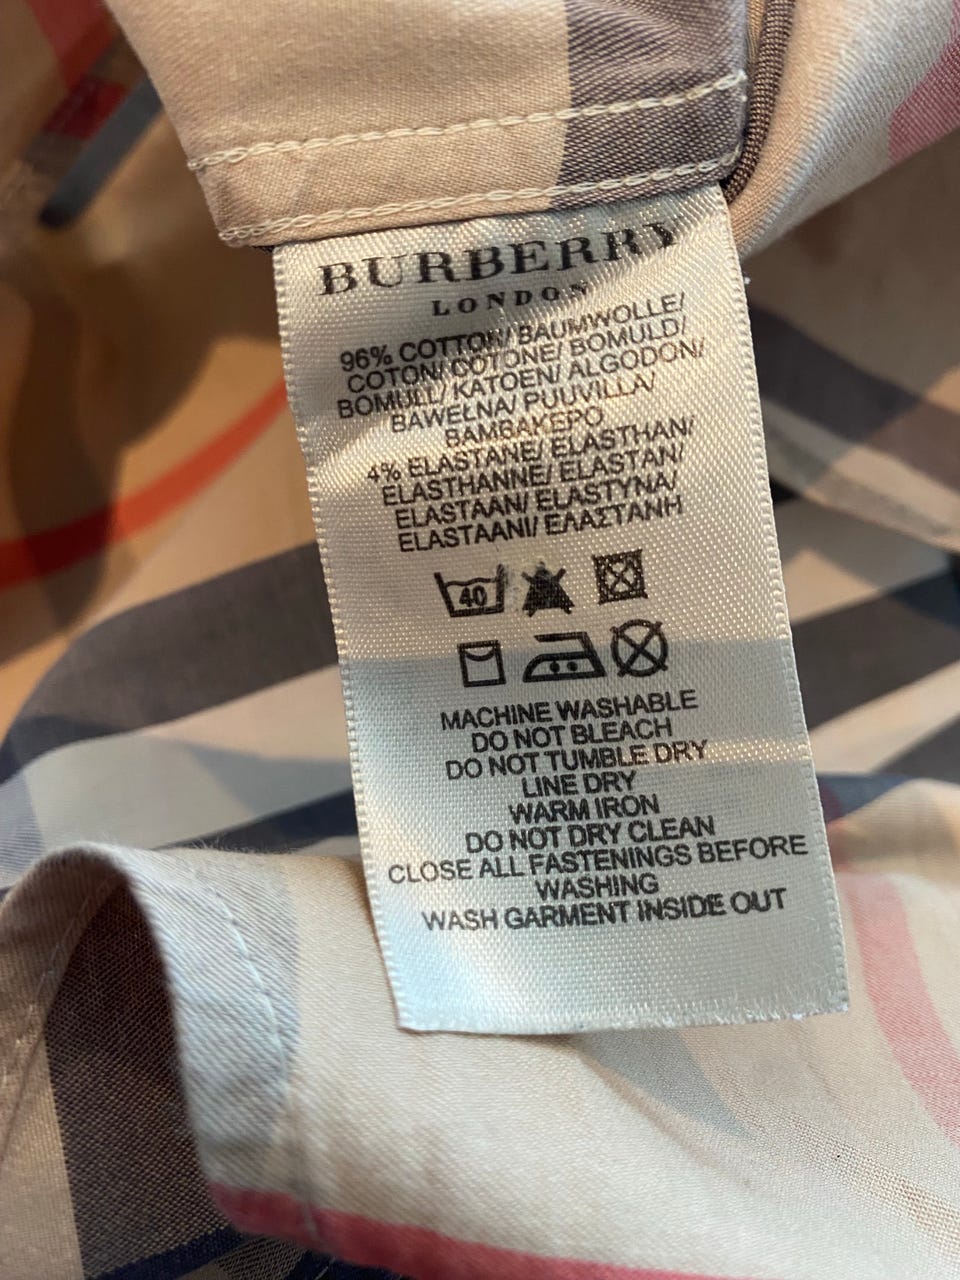 BURBERRY
LONDON
96% COTTON/ BAUMWOLLE/
COTON/ COTONE/ BOMULD/
BOMULL/ KATOEN/ ALGODON/
BAWEŁNA/ PUUVILLA/
ΒΑΜΒΑΚΕΡΟ
4% ELASTANE/ ELASTHAN/
ELASTHANNE/ ELASTAN/
ELASTAAN/ ELASTYNA/
ELASTAANI/ ΕΛΑΣΤΑΝΗ
40
MACHINE WASHABLE
DO NOT BLEACH
DO NOT TUMBLE DRY
LINE DRY
WARM IRON
DO NOT DRY CLEAN
CLOSE ALL FASTENINGS BEFORE
WASHING
WASH GARMENT INSIDE OUT